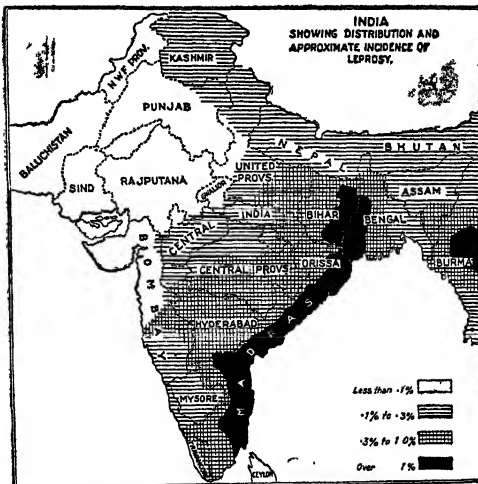 INDIA
SHOWING DISTRIBUTION AND
APPROXIMATE INCIDENCE OF
LEPROSY.
N.W.F. PROV.
KASHMIR
PUNJAB
BALUCHISTAN
NEPAL
BHUTAN
UNITED
PROVS
SIND
RAJPUTANA
GWALIOR
ASSAM
CENTRAL
INDIA
BIHAR
BENGAL
BOMBAY
CENTRAL PROVS
ORISSA
BURMA
HYDERABAD
MADRAS
MYSORE
CEYLON
Less than ·1%
·1% to ·3%
·3% to 1·0%
Over 1%